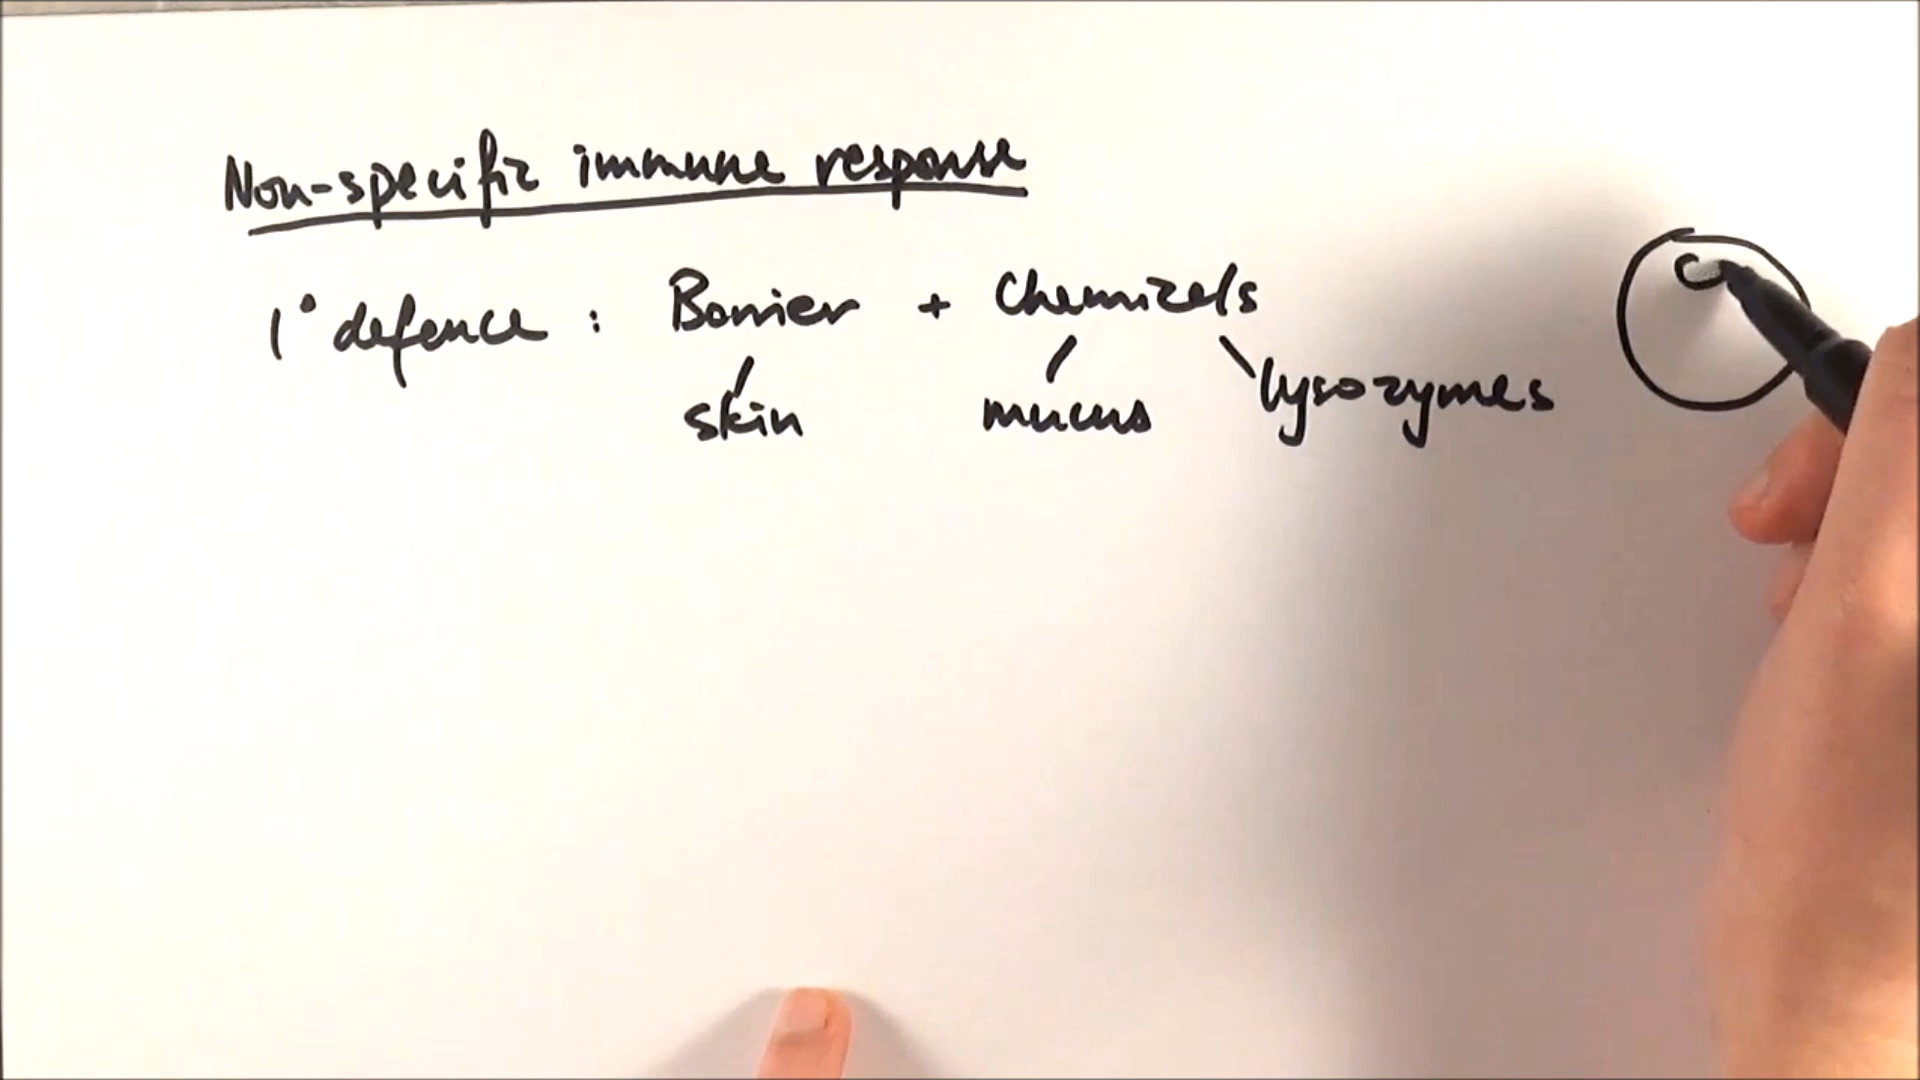 Non-specific immune response
1° defence : Barrier + Chemicals
skin mucus lysozymes